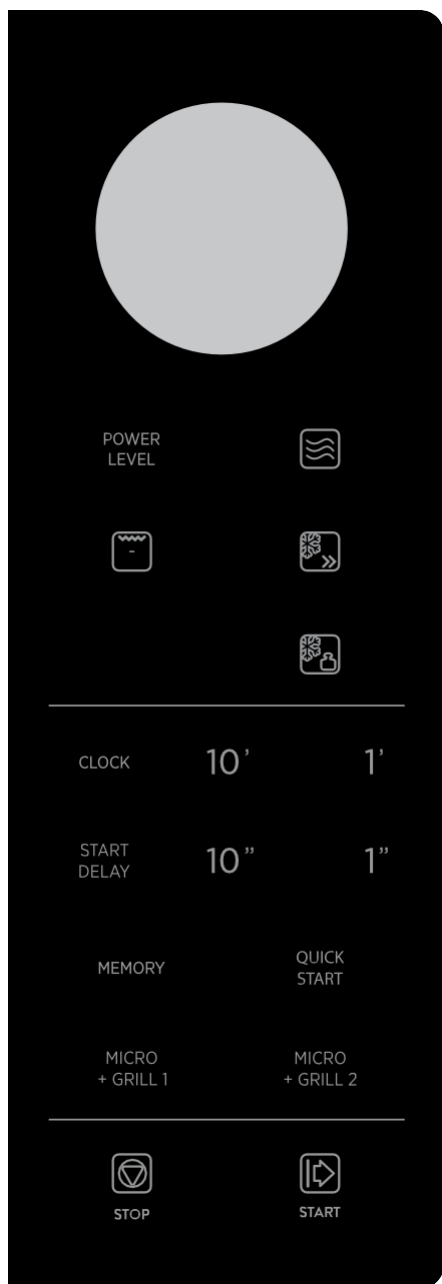 POWER
LEVEL
CLOCK 10’ 1’
START
DELAY 10” 1”
MEMORY
QUICK
START
MICRO
+ GRILL 1
MICRO
+ GRILL 2
STOP
START